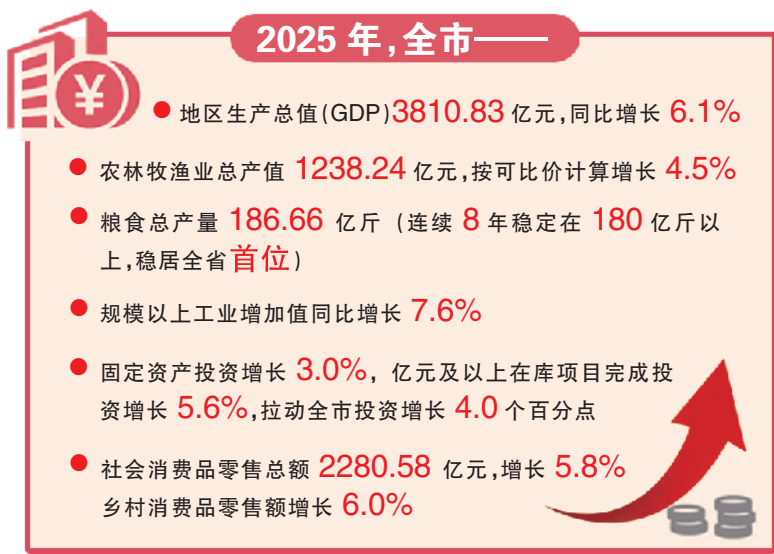 2025 年,全市——
¥
● 地区生产总值(GDP)3810.83 亿元,同比增长 6.1%
● 农林牧渔业总产值 1238.24 亿元,按可比价计算增长 4.5%
● 粮食总产量 186.66 亿斤 (连续 8 年稳定在 180 亿斤以
上,稳居全省首位)
● 规模以上工业增加值同比增长 7.6%
● 固定资产投资增长 3.0%, 亿元及以上在库项目完成投
资增长 5.6%,拉动全市投资增长 4.0 个百分点
● 社会消费品零售总额 2280.58 亿元,增长 5.8%
乡村消费品零售额增长 6.0%